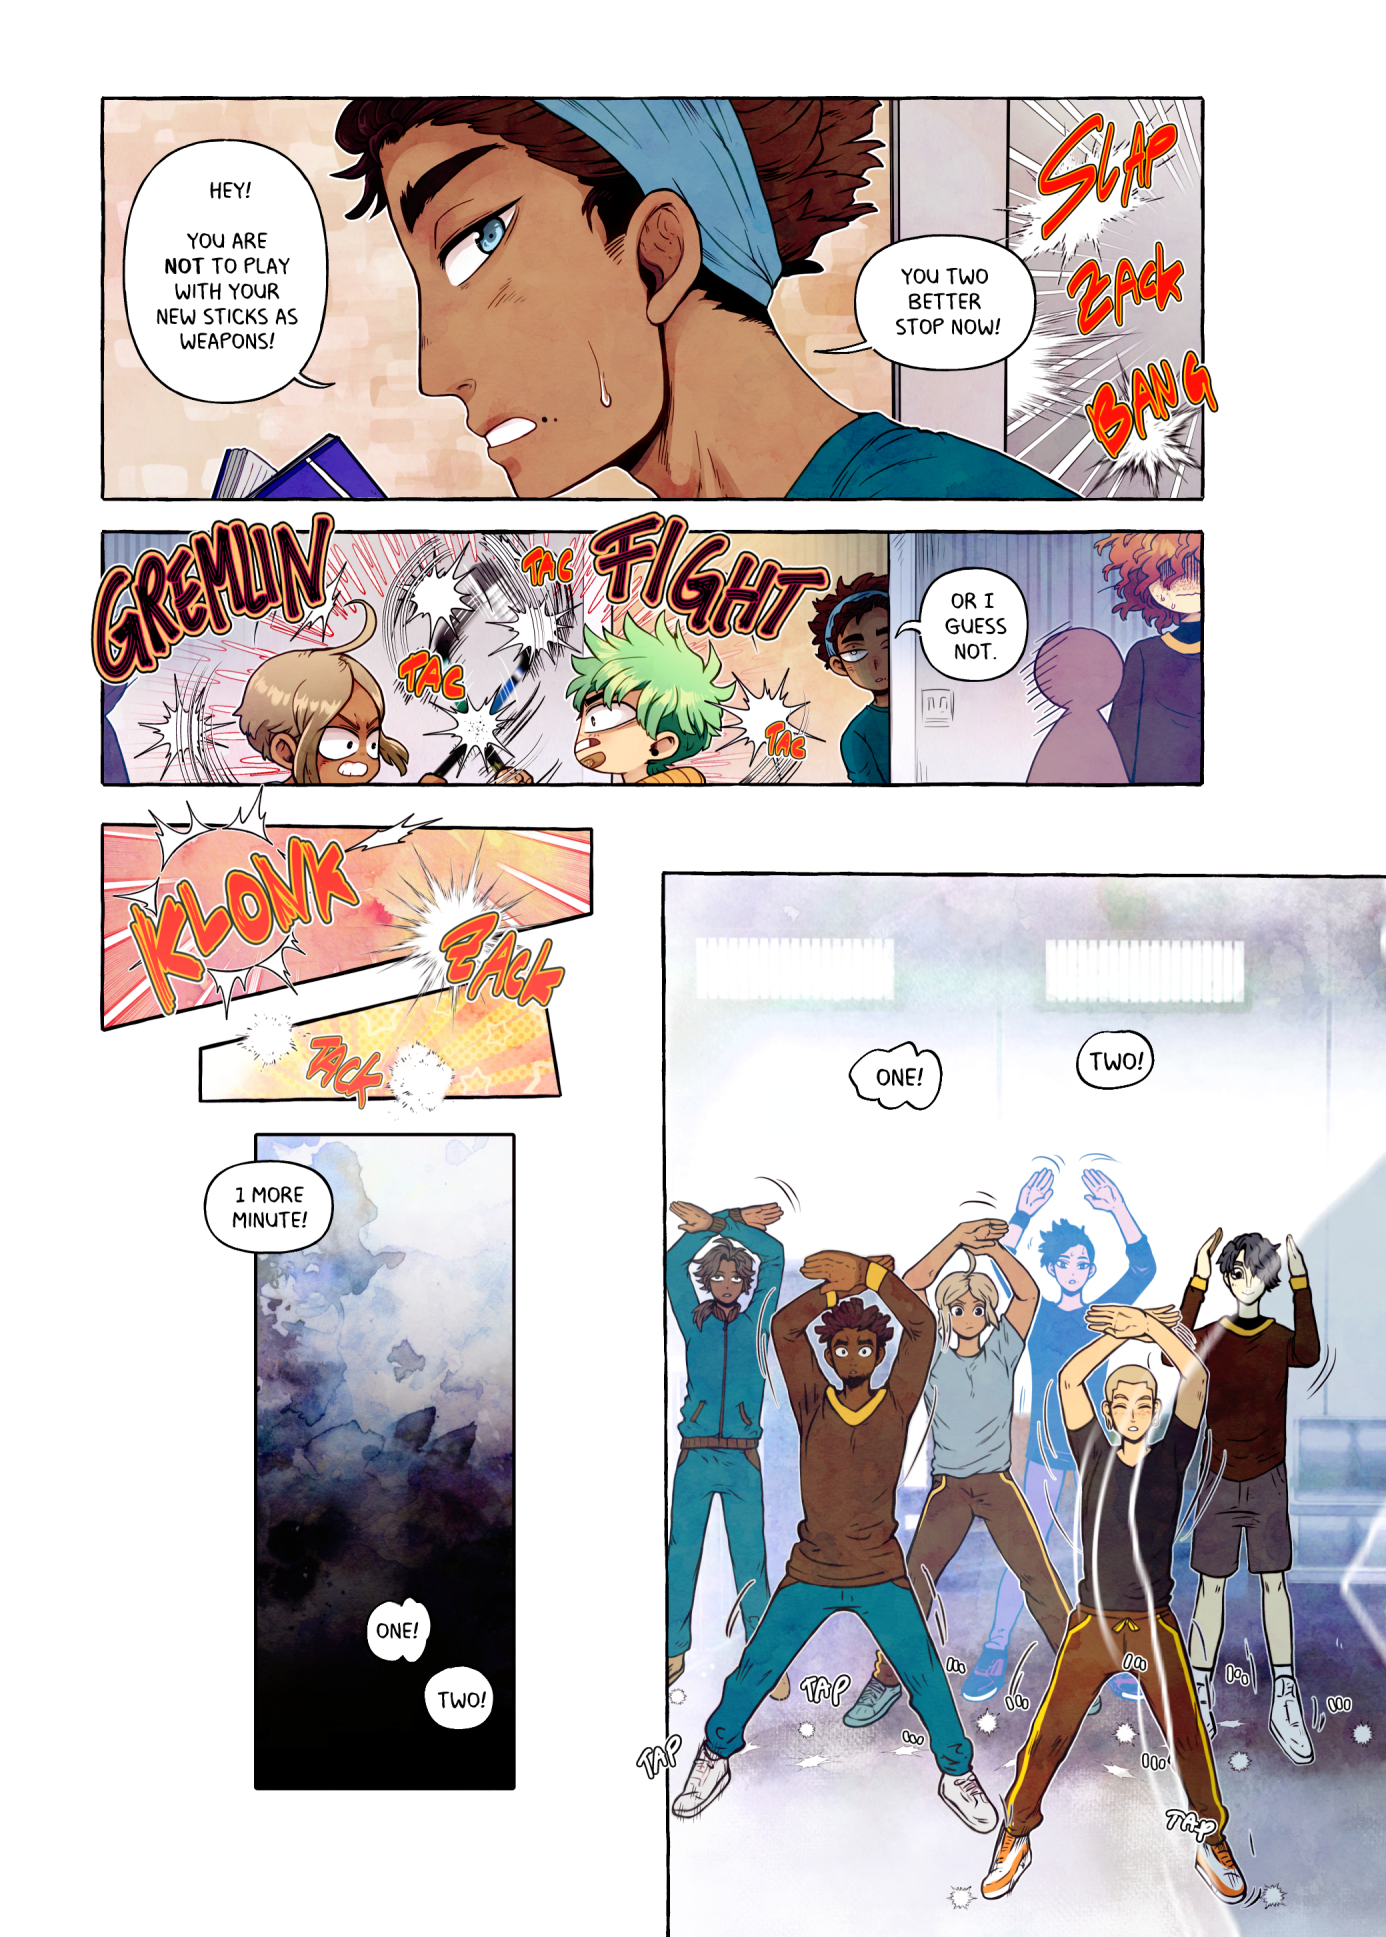 HEY!
YOU ARE
NOT TO PLAY
WITH YOUR
NEW STICKS AS
WEAPONS!
YOU TWO
BETTER
STOP NOW!
SLAP
ZACK
BANG
GREMLIN
FIGHT
TAC
TAC
TAC
OR I
GUESS
NOT.
KLONK
ZACK
TACK
1 MORE
MINUTE!
ONE!
TWO!
ONE!
TWO!
TAP
TAP
TAP